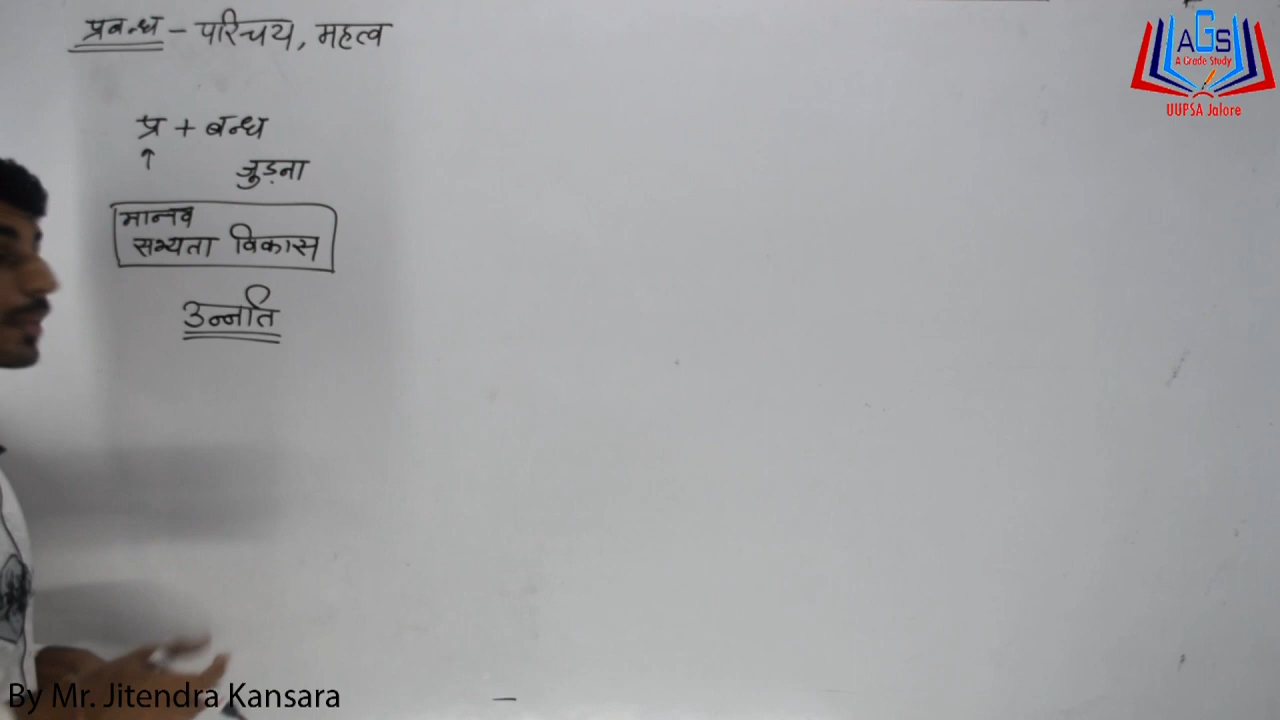 प्रबन्ध - परिचय, महत्व
प्र + बन्ध
↑ जुड़ना
मानव
सभ्यता विकास
उन्नति
AGS
A Grade Study
UUPSA Jalore
By Mr. Jitendra Kansara